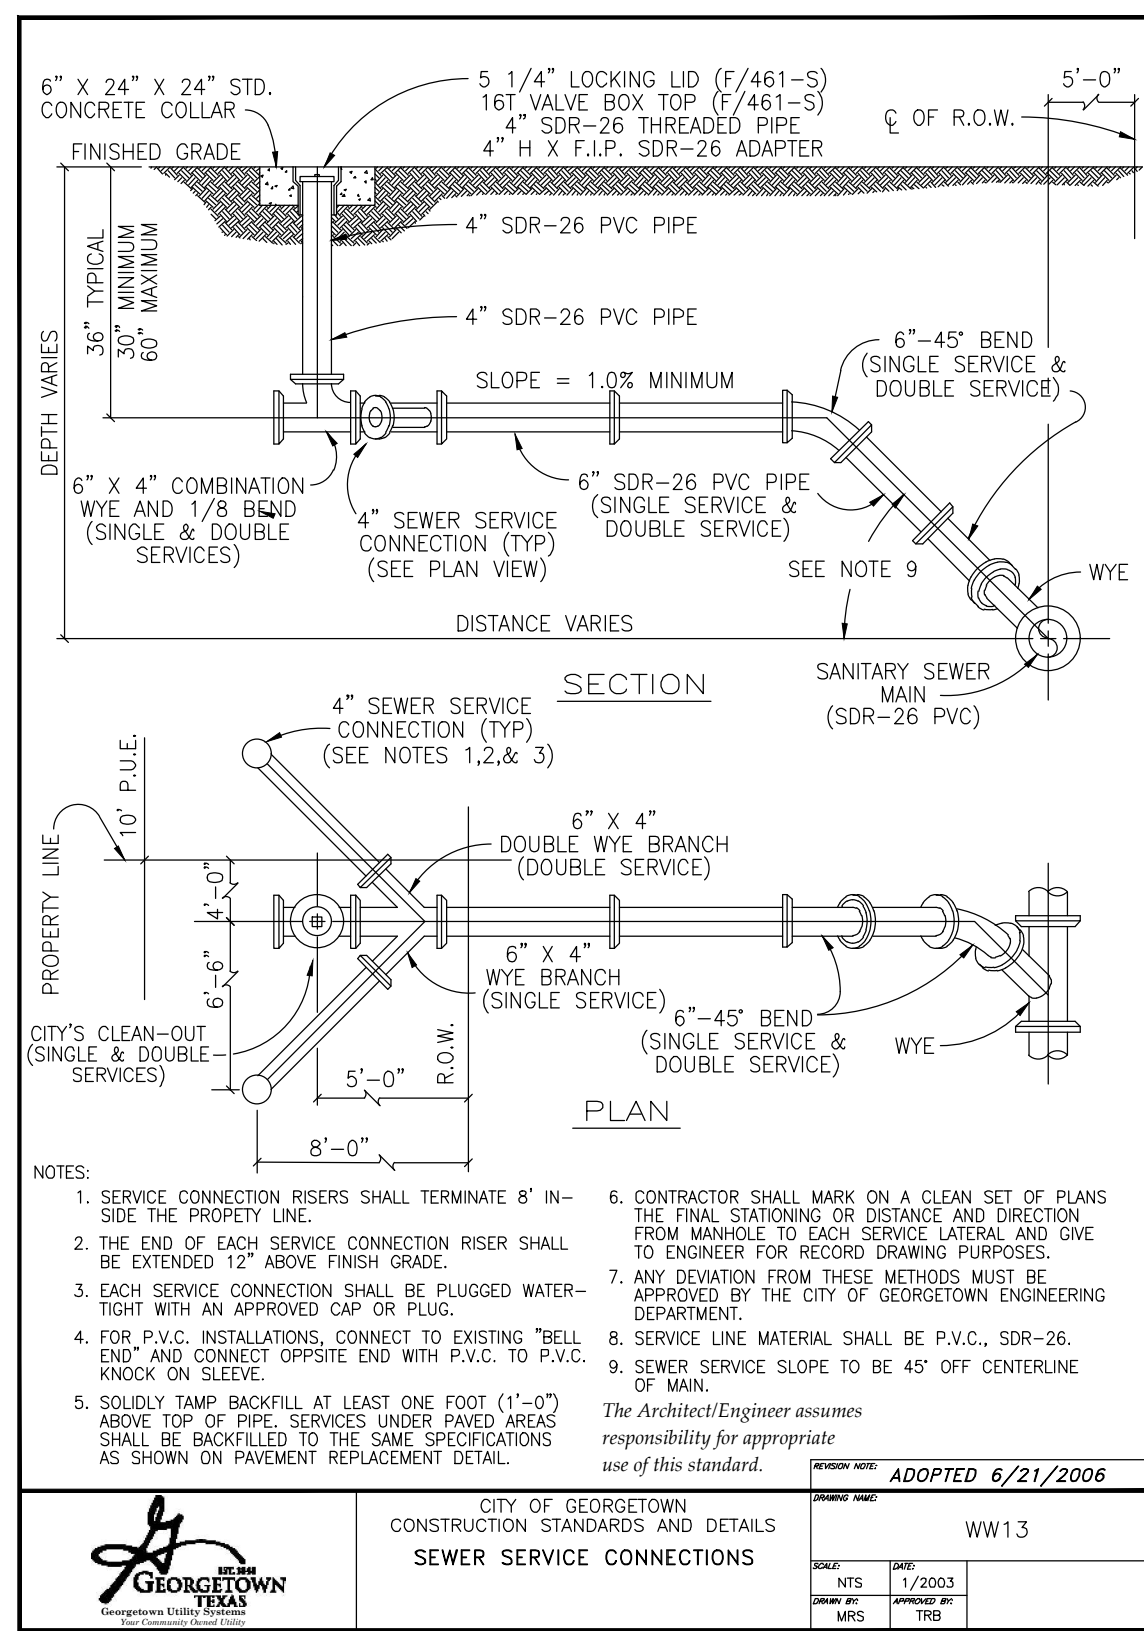 6" X 24" X 24" STD.
CONCRETE COLLAR
5 1/4" LOCKING LID (F/461-S)
16T VALVE BOX TOP (F/461-S)
4" SDR-26 THREADED PIPE
4" H X F.I.P. SDR-26 ADAPTER
5'-0"
℄ OF R.O.W.
FINISHED GRADE
4" SDR-26 PVC PIPE
36" TYPICAL
30" MINIMUM
60" MAXIMUM
4" SDR-26 PVC PIPE
DEPTH VARIES
6"-45° BEND
(SINGLE SERVICE &
DOUBLE SERVICE)
SLOPE = 1.0% MINIMUM
6" X 4" COMBINATION
WYE AND 1/8 BEND
(SINGLE & DOUBLE
SERVICES)
4" SEWER SERVICE
CONNECTION (TYP)
(SEE PLAN VIEW)
6" SDR-26 PVC PIPE
(SINGLE SERVICE &
DOUBLE SERVICE)
SEE NOTE 9
WYE
DISTANCE VARIES
SANITARY SEWER
MAIN
(SDR-26 PVC)
SECTION
4" SEWER SERVICE
CONNECTION (TYP)
(SEE NOTES 1,2,& 3)
10' P.U.E.
PROPERTY LINE
6" X 4"
DOUBLE WYE BRANCH
(DOUBLE SERVICE)
4'-0"
6'-6"
6" X 4"
WYE BRANCH
(SINGLE SERVICE)
CITY'S CLEAN-OUT
(SINGLE & DOUBLE
SERVICES)
R.O.W.
6"-45° BEND
(SINGLE SERVICE &
DOUBLE SERVICE)
WYE
5'-0"
8'-0"
PLAN
NOTES:
1. SERVICE CONNECTION RISERS SHALL TERMINATE 8' IN-
SIDE THE PROPETY LINE.
2. THE END OF EACH SERVICE CONNECTION RISER SHALL
BE EXTENDED 12" ABOVE FINISH GRADE.
3. EACH SERVICE CONNECTION SHALL BE PLUGGED WATER-
TIGHT WITH AN APPROVED CAP OR PLUG.
4. FOR P.V.C. INSTALLATIONS, CONNECT TO EXISTING "BELL
END" AND CONNECT OPPSITE END WITH P.V.C. TO P.V.C.
KNOCK ON SLEEVE.
5. SOLIDLY TAMP BACKFILL AT LEAST ONE FOOT (1'-0")
ABOVE TOP OF PIPE. SERVICES UNDER PAVED AREAS
SHALL BE BACKFILLED TO THE SAME SPECIFICATIONS
AS SHOWN ON PAVEMENT REPLACEMENT DETAIL.
6. CONTRACTOR SHALL MARK ON A CLEAN SET OF PLANS
THE FINAL STATIONING OR DISTANCE AND DIRECTION
FROM MANHOLE TO EACH SERVICE LATERAL AND GIVE
TO ENGINEER FOR RECORD DRAWING PURPOSES.
7. ANY DEVIATION FROM THESE METHODS MUST BE
APPROVED BY THE CITY OF GEORGETOWN ENGINEERING
DEPARTMENT.
8. SERVICE LINE MATERIAL SHALL BE P.V.C., SDR-26.
9. SEWER SERVICE SLOPE TO BE 45° OFF CENTERLINE
OF MAIN.
The Architect/Engineer assumes
responsibility for appropriate
use of this standard.
REVISION NOTE: ADOPTED 6/21/2006
EST. 1848
GEORGETOWN
TEXAS
Georgetown Utility Systems
Your Community Owned Utility
CITY OF GEORGETOWN
CONSTRUCTION STANDARDS AND DETAILS
SEWER SERVICE CONNECTIONS
DRAWING NAME:
WW13
SCALE:
NTS
DATE:
1/2003
DRAWN BY:
MRS
APPROVED BY:
TRB